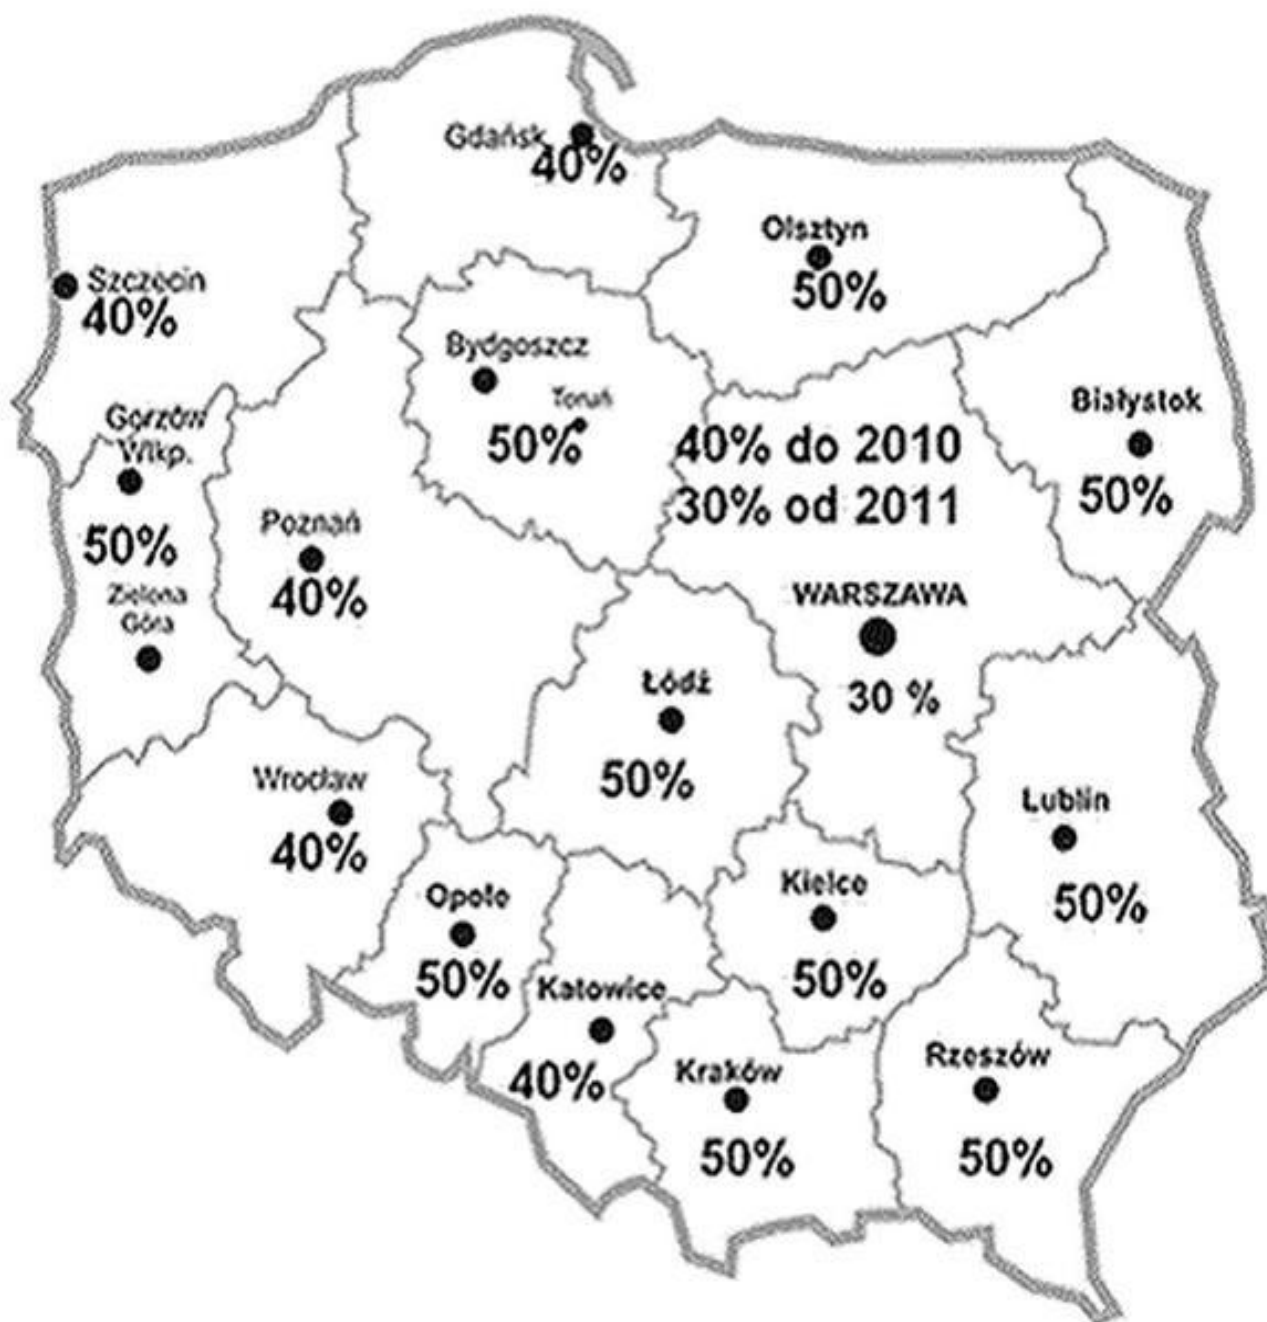 Gdańsk
40%
Olsztyn
50%
Szczecin
40%
Bydgoszcz
Toruń
50%
Białystok
50%
40% do 2010
30% od 2011
Gorzów
Wlkp.
50%
Zielona
Góra
Poznań
40%
WARSZAWA
30 %
Łódź
50%
Wrocław
40%
Lublin
50%
Opole
50%
Kielce
50%
Katowice
40%
Kraków
50%
Rzeszów
50%